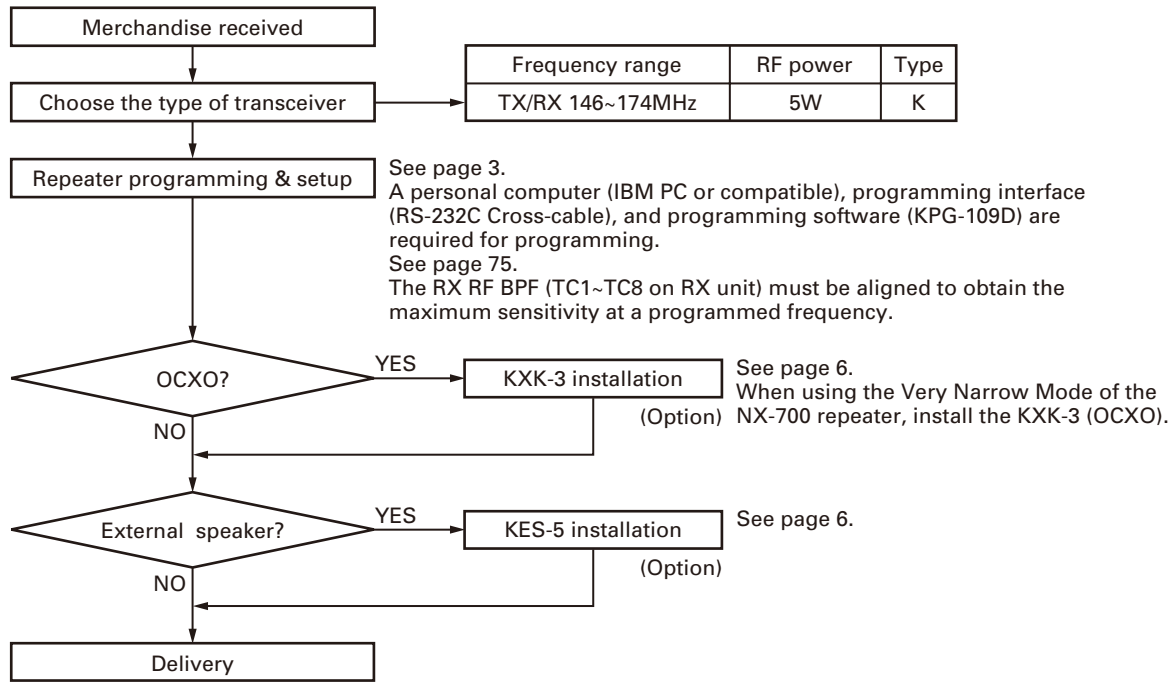 Merchandise received
Choose the type of transceiver
Frequency range RF power Type
TX/RX 146~174MHz 5W K
Repeater programming & setup
See page 3.
A personal computer (IBM PC or compatible), programming interface
(RS-232C Cross-cable), and programming software (KPG-109D) are
required for programming.
See page 75.
The RX RF BPF (TC1~TC8 on RX unit) must be aligned to obtain the
maximum sensitivity at a programmed frequency.
OCXO?
YES
KXK-3 installation
(Option)
See page 6.
When using the Very Narrow Mode of the
NX-700 repeater, install the KXK-3 (OCXO).
NO
External speaker?
YES
KES-5 installation
(Option)
See page 6.
NO
Delivery